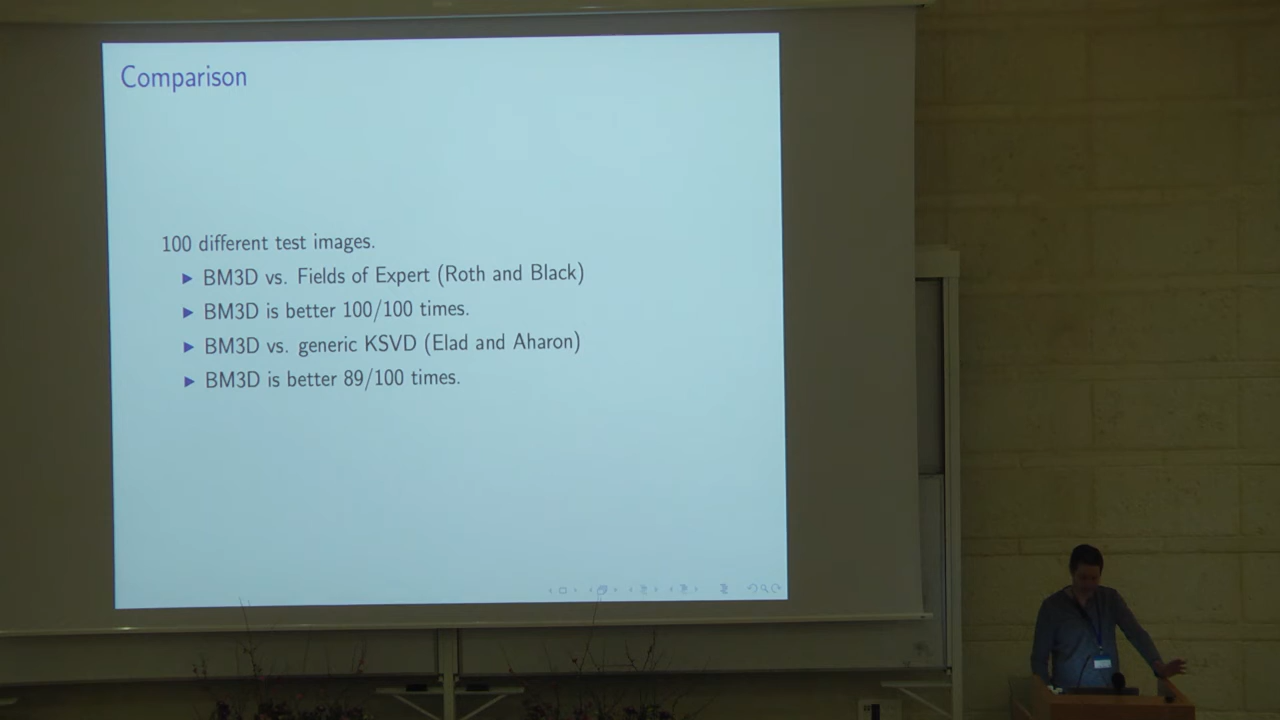 Comparison
100 different test images.
▶ BM3D vs. Fields of Expert (Roth and Black)
▶ BM3D is better 100/100 times.
▶ BM3D vs. generic KSVD (Elad and Aharon)
▶ BM3D is better 89/100 times.